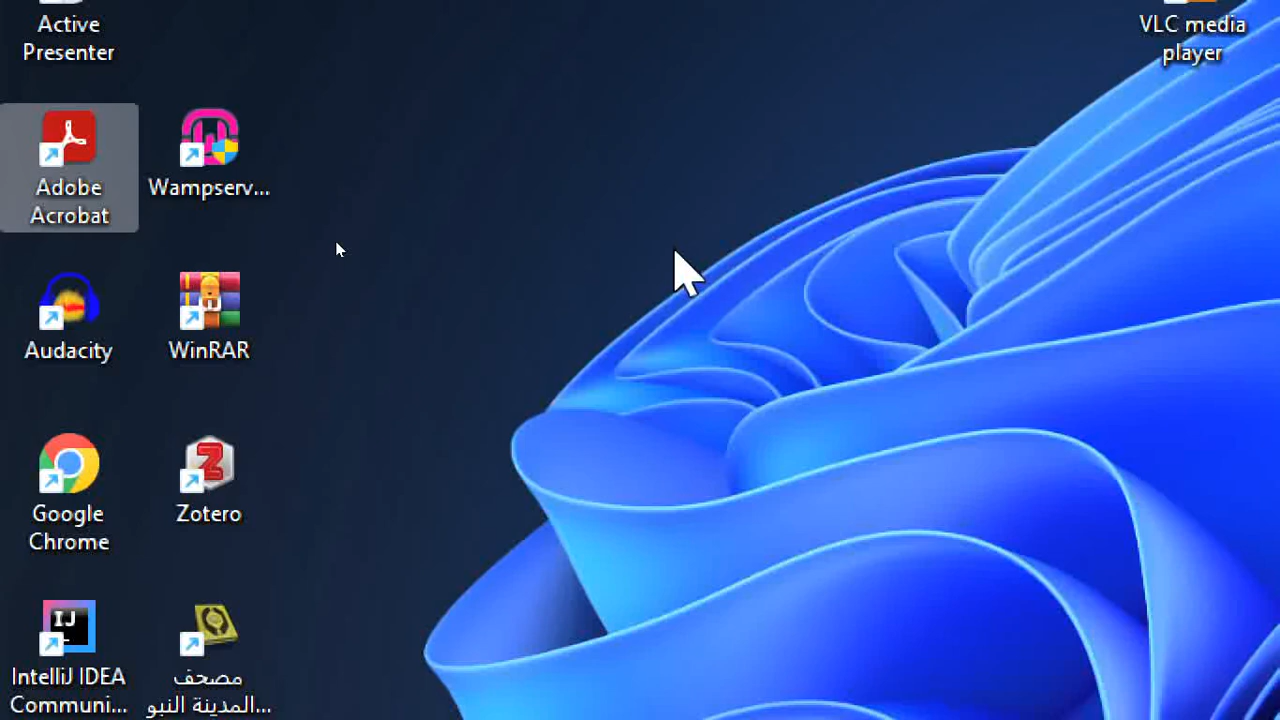 Active
Presenter
VLC media
player
Adobe
Acrobat
Wampserv...
Audacity
WinRAR
Google
Chrome
Zotero
IJ
IntelliJ IDEA
Communi...
مصحف
المدينة النبو...